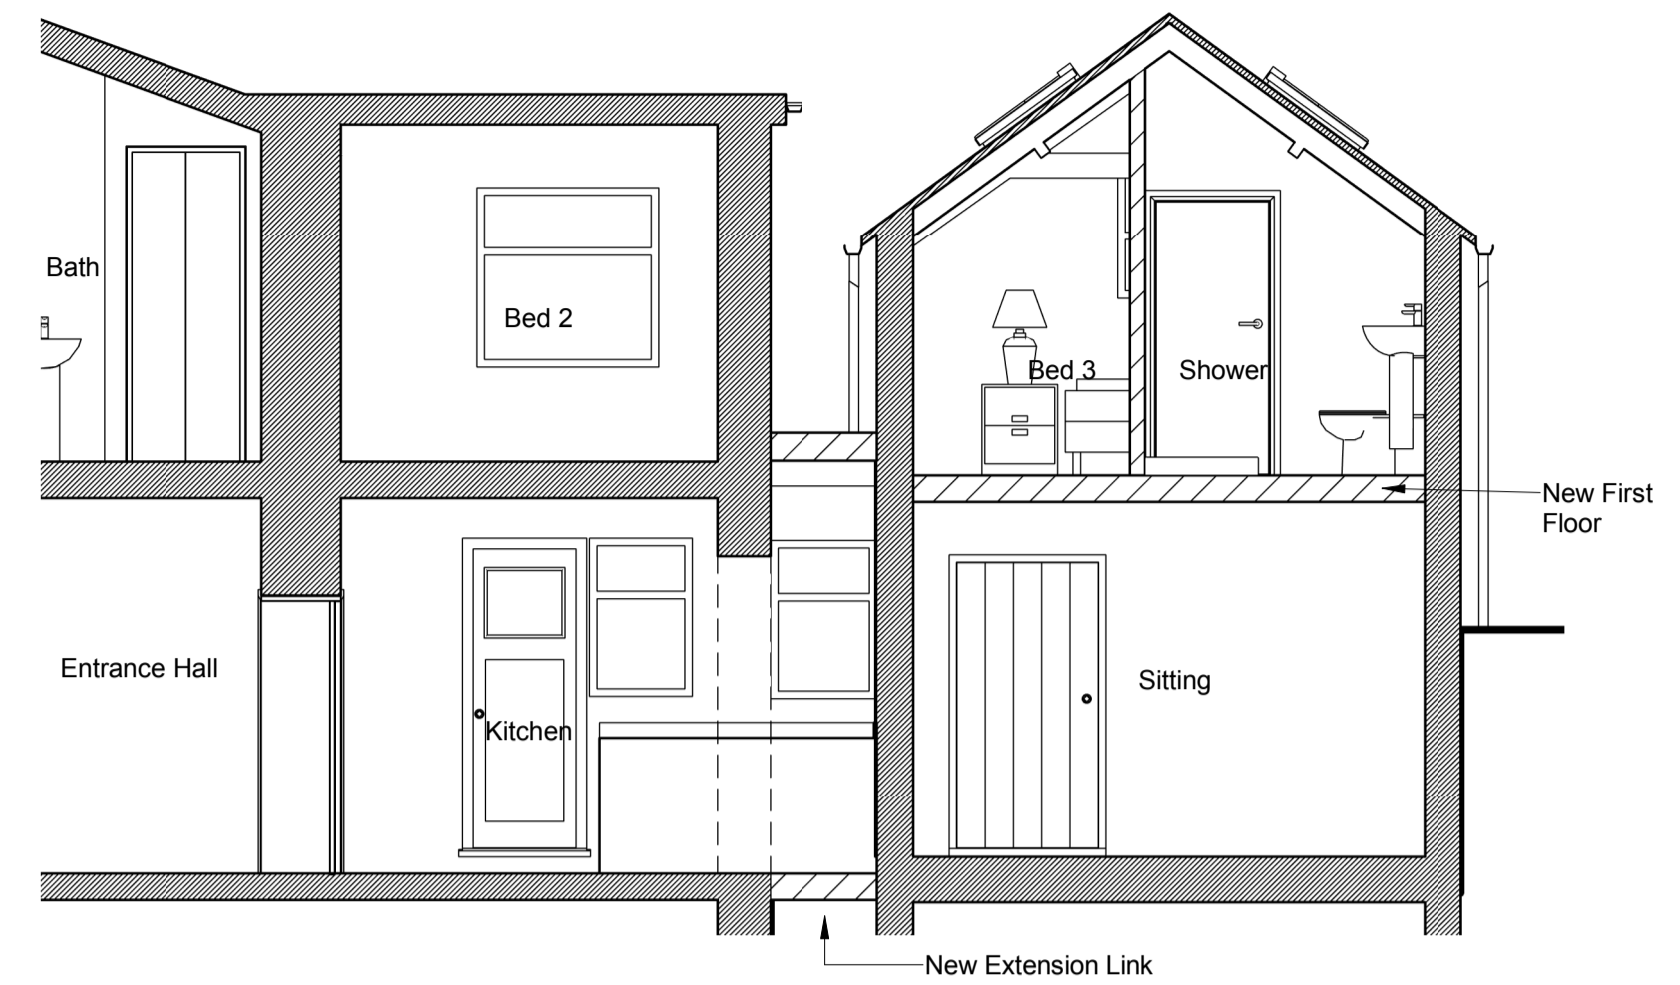 Bath
Bed 2
Bed 3
Shower
New First
Floor
Entrance Hall
Kitchen
Sitting
New Extension Link